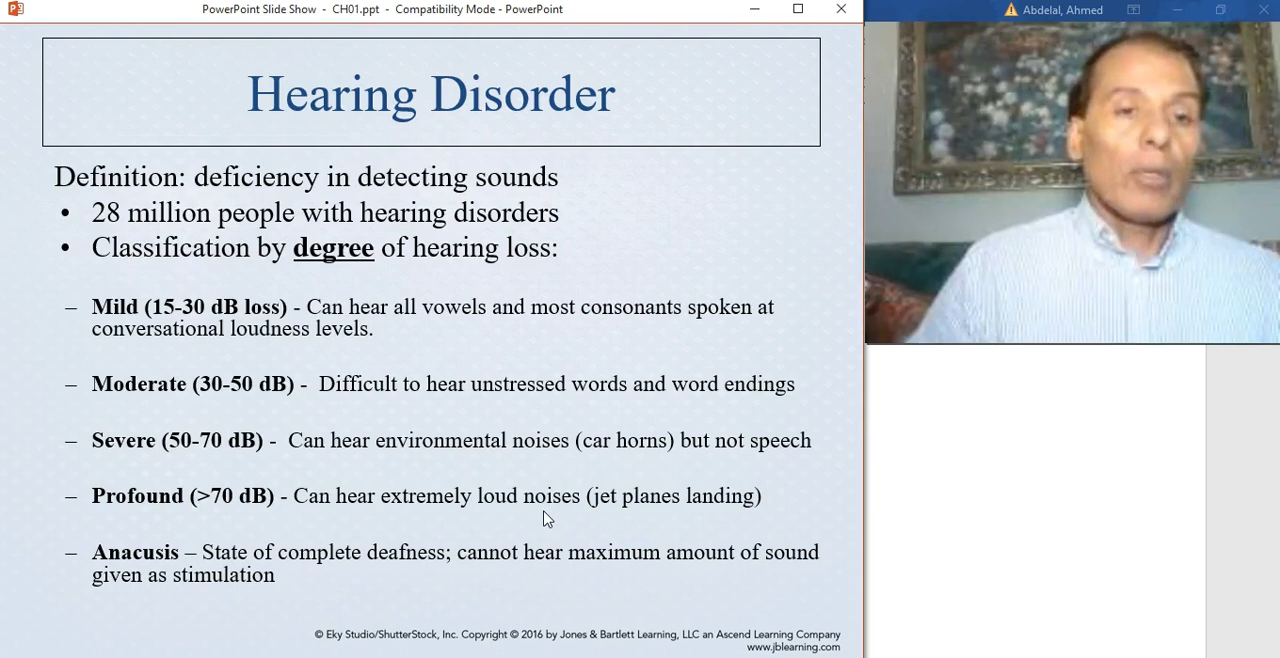 PowerPoint Slide Show - CH01.ppt - Compatibility Mode - PowerPoint
Abdelal, Ahmed
Hearing Disorder
Definition: deficiency in detecting sounds
• 28 million people with hearing disorders
• Classification by degree of hearing loss:
– Mild (15-30 dB loss) - Can hear all vowels and most consonants spoken at
conversational loudness levels.
– Moderate (30-50 dB) - Difficult to hear unstressed words and word endings
– Severe (50-70 dB) - Can hear environmental noises (car horns) but not speech
– Profound (>70 dB) - Can hear extremely loud noises (jet planes landing)
– Anacusis – State of complete deafness; cannot hear maximum amount of sound
given as stimulation
© Eky Studio/ShutterStock, Inc. Copyright © 2016 by Jones & Bartlett Learning, LLC an Ascend Learning Company
www.jblearning.com